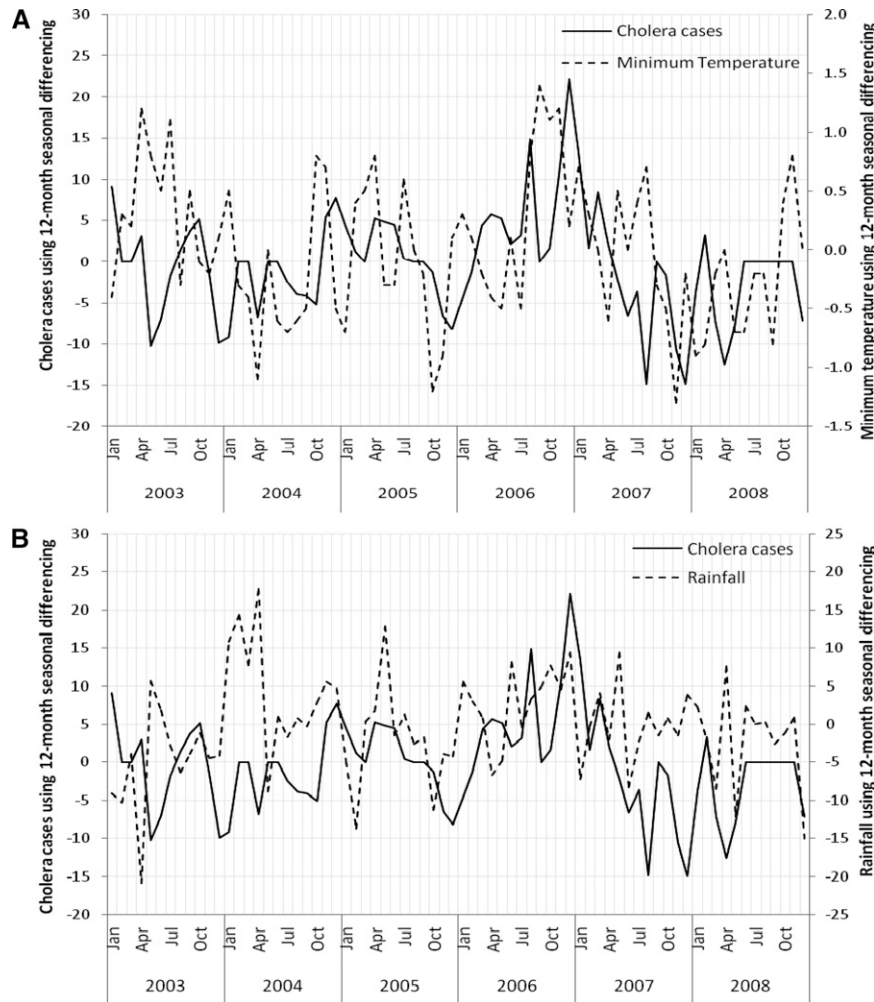 A
Cholera cases using 12-month seasonal differencing
30
25
20
15
10
5
0
-5
-10
-15
-20
Cholera cases
Minimum Temperature
2.0
1.5
1.0
0.5
0.0
-0.5
-1.0
-1.5
Minimum temperature using 12-month seasonal differencing
Jan Apr Jul Oct Jan Apr Jul Oct Jan Apr Jul Oct Jan Apr Jul Oct Jan Apr Jul Oct Jan Apr Jul Oct
2003 2004 2005 2006 2007 2008
B
Cholera cases using 12-month seasonal differencing
30
25
20
15
10
5
0
-5
-10
-15
-20
Cholera cases
Rainfall
25
20
15
10
5
0
-5
-10
-15
-20
-25
Rainfall using 12-month seasonal differencing
Jan Apr Jul Oct Jan Apr Jul Oct Jan Apr Jul Oct Jan Apr Jul Oct Jan Apr Jul Oct Jan Apr Jul Oct
2003 2004 2005 2006 2007 2008